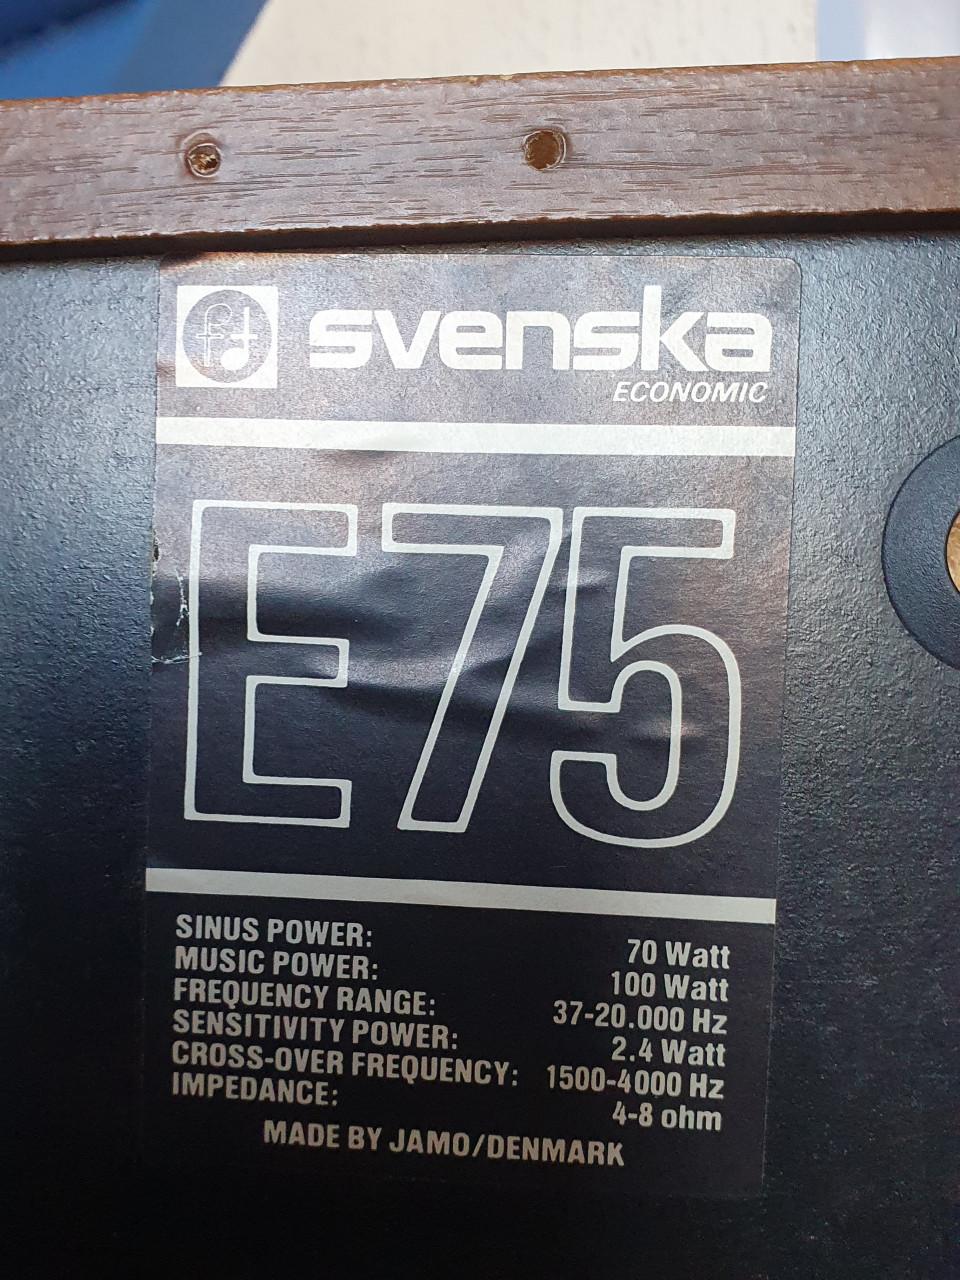 svenska
ECONOMIC
E75
SINUS POWER: 70 Watt
MUSIC POWER: 100 Watt
FREQUENCY RANGE: 37-20.000 Hz
SENSITIVITY POWER: 2.4 Watt
CROSS-OVER FREQUENCY: 1500-4000 Hz
IMPEDANCE: 4-8 ohm
MADE BY JAMO/DENMARK